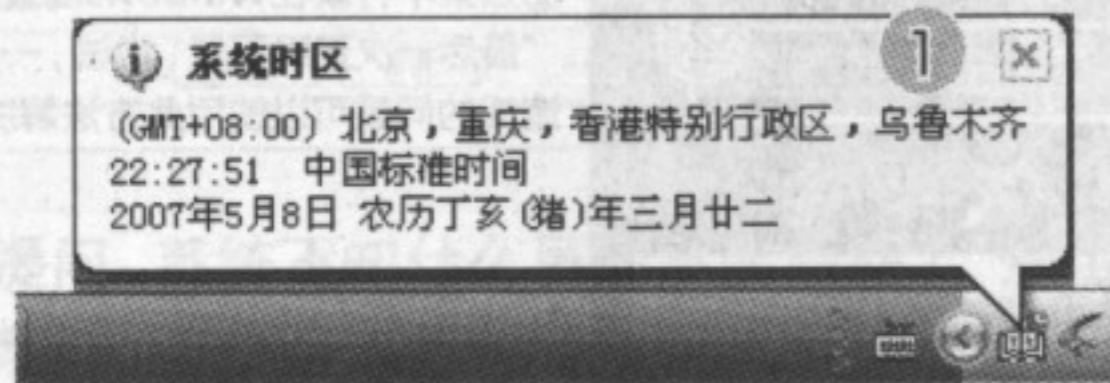 系统时区
1
(GMT+08:00) 北京，重庆，香港特别行政区，乌鲁木齐
22:27:51 中国标准时间
2007年5月8日 农历丁亥(猪)年三月廿二